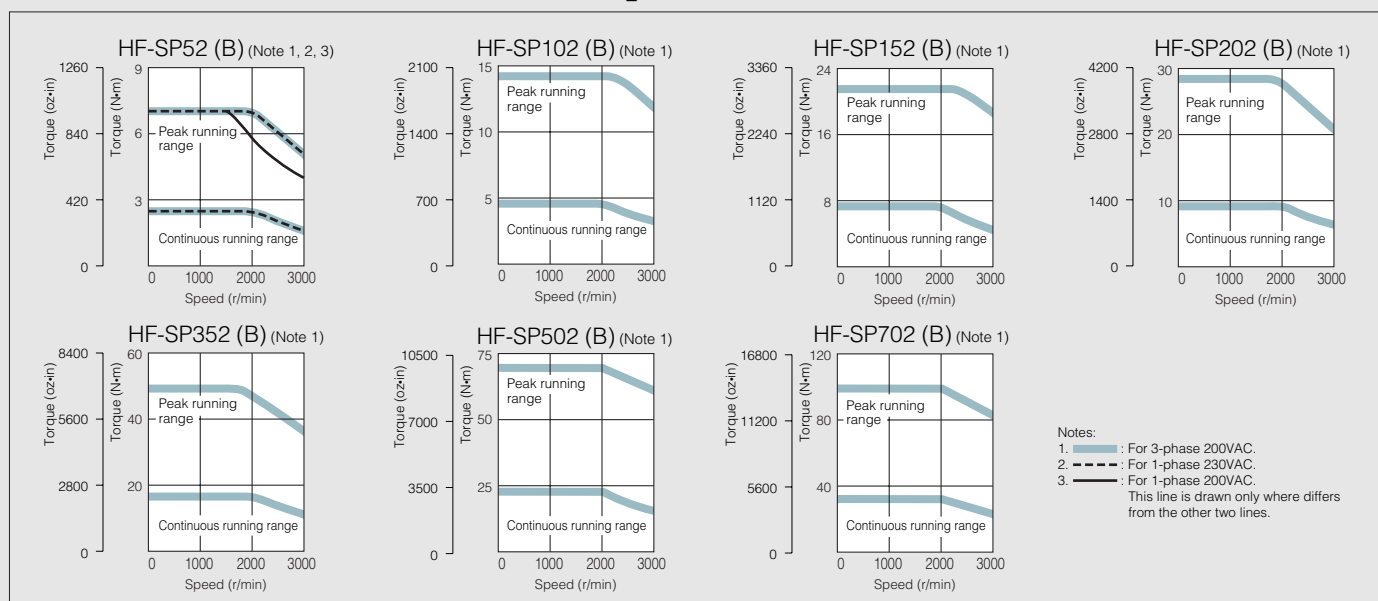 HF-SP52 (B) (Note 1, 2, 3)
Torque (oz•in)
1260
840
420
0
Torque (N•m)
9
6
3
Peak running
range
Continuous running range
0 1000 2000 3000
Speed (r/min)
HF-SP102 (B) (Note 1)
Torque (oz•in)
2100
1400
700
0
Torque (N•m)
15
10
5
Peak running
range
Continuous running range
0 1000 2000 3000
Speed (r/min)
HF-SP152 (B) (Note 1)
Torque (oz•in)
3360
2240
1120
0
Torque (N•m)
24
16
8
Peak running
range
Continuous running range
0 1000 2000 3000
Speed (r/min)
HF-SP202 (B) (Note 1)
Torque (oz•in)
4200
2800
1400
0
Torque (N•m)
30
20
10
Peak running
range
Continuous running range
0 1000 2000 3000
Speed (r/min)
HF-SP352 (B) (Note 1)
Torque (oz•in)
8400
5600
2800
0
Torque (N•m)
60
40
20
Peak running
range
Continuous running range
0 1000 2000 3000
Speed (r/min)
HF-SP502 (B) (Note 1)
Torque (oz•in)
10500
7000
3500
0
Torque (N•m)
75
50
25
Peak running
range
Continuous running range
0 1000 2000 3000
Speed (r/min)
HF-SP702 (B) (Note 1)
Torque (oz•in)
16800
11200
5600
0
Torque (N•m)
120
80
40
Peak running
range
Continuous running range
0 1000 2000 3000
Speed (r/min)
Notes:
1. : For 3-phase 200VAC.
2. : For 1-phase 230VAC.
3. : For 1-phase 200VAC.
This line is drawn only where differs
from the other two lines.